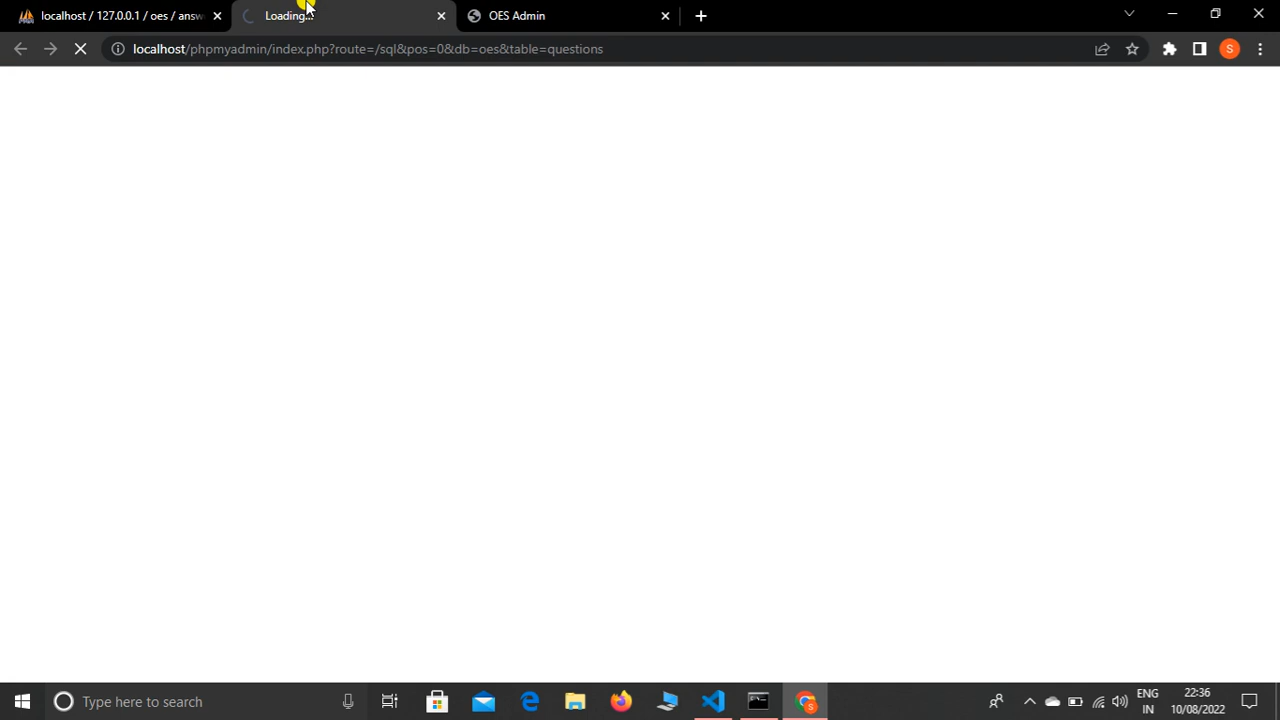 localhost / 127.0.0.1 / oes / answ
Loading...
OES Admin
localhost/phpmyadmin/index.php?route=/sql&pos=0&db=oes&table=questions
S
Type here to search
S
ENG
IN
22:36
10/08/2022